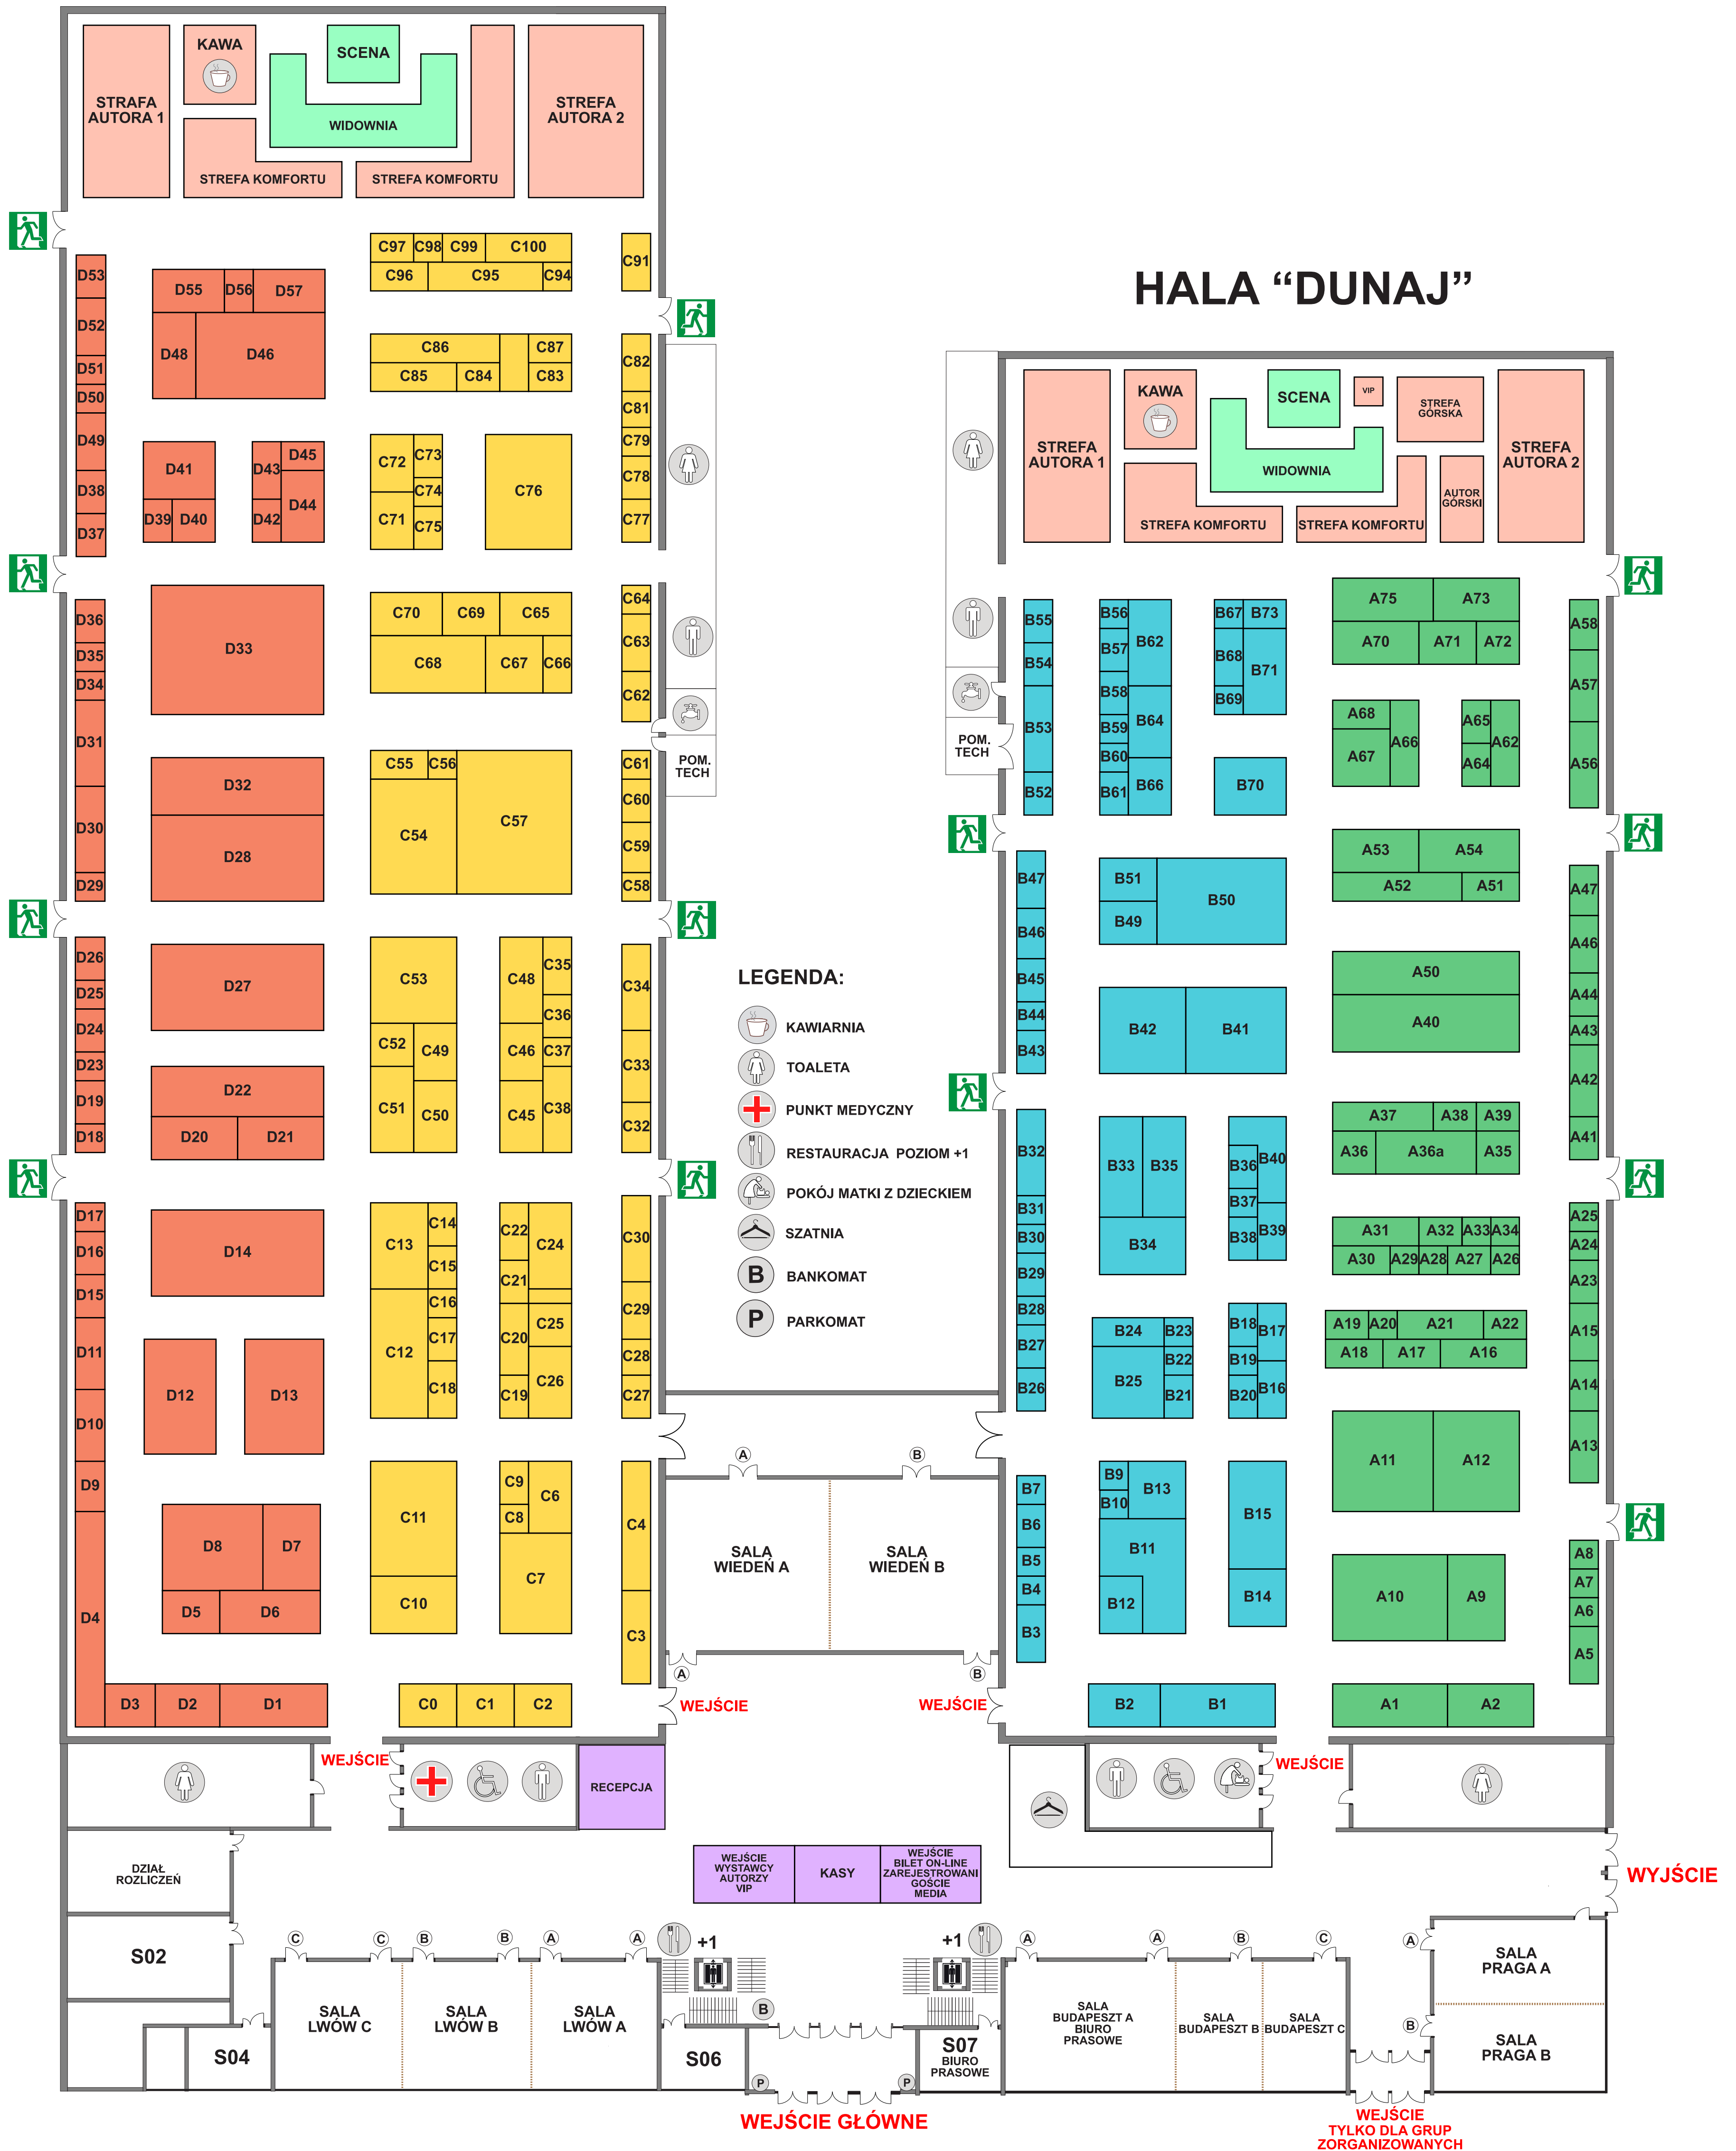 STRAFA
AUTORA 1
KAWA
SCENA
WIDOWNIA
STREFA KOMFORTU
STREFA KOMFORTU
STREFA
AUTORA 2
D53
D52
D51
D50
D49
D38
D37
D55
D56
D57
D48
D46
D41
D39
D40
D43
D45
D42
D44
C97
C98
C99
C100
C96
C95
C94
C91
C86
C87
C85
C84
C83
C82
C81
C79
C78
C77
C72
C73
C74
C71
C75
C76
D36
D35
D34
D31
D30
D29
D33
D32
D28
C70
C69
C65
C68
C67
C66
C64
C63
C62
C55
C56
C54
C57
C61
C60
C59
C58
POM.
TECH
D26
D25
D24
D23
D19
D18
D27
D22
D20
D21
C53
C52
C49
C51
C50
C48
C35
C36
C46
C37
C45
C38
C34
C33
C32
D17
D16
D15
D11
D10
D9
D4
D14
D12
D13
D8
D7
D5
D6
D3
D2
D1
C13
C14
C15
C16
C12
C17
C18
C22
C24
C21
C20
C25
C19
C26
C30
C29
C28
C27
C11
C10
C9
C6
C8
C7
C4
C3
C0
C1
C2
LEGENDA:
KAWIARNIA
TOALETA
PUNKT MEDYCZNY
RESTAURACJA POZIOM +1
POKÓJ MATKI Z DZIECKIEM
SZATNIA
B
BANKOMAT
P
PARKOMAT
HALA “DUNAJ”
STREFA
AUTORA 1
KAWA
SCENA
VIP
STREFA
GÓRSKA
WIDOWNIA
STREFA KOMFORTU
STREFA KOMFORTU
AUTOR
GÓRSKI
STREFA
AUTORA 2
POM.
TECH
B55
B54
B53
B52
B56
B57
B58
B59
B60
B61
B62
B64
B66
B67
B73
B68
B71
B69
B70
A75
A73
A70
A71
A72
A68
A67
A66
A65
A64
A62
A58
A57
A56
B47
B46
B45
B44
B43
B51
B49
B50
B42
B41
A53
A54
A52
A51
A50
A40
A47
A46
A44
A43
A42
A41
B32
B31
B30
B29
B28
B27
B26
B33
B35
B34
B36
B40
B37
B38
B39
B24
B23
B25
B22
B21
B18
B17
B19
B20
B16
A37
A38
A39
A36
A36a
A35
A31
A32
A33
A34
A30
A29
A28
A27
A26
A19
A20
A21
A22
A18
A17
A16
A25
A24
A23
A15
A14
A13
A11
A12
B7
B6
B5
B4
B3
B9
B10
B13
B11
B12
B15
B14
A10
A9
A8
A7
A6
A5
B2
B1
A1
A2
A
B
SALA
WIEDEŃ A
SALA
WIEDEŃ B
A
B
WEJŚCIE
WEJŚCIE
WEJŚCIE
WEJŚCIE
RECEPCJA
WEJŚCIE
WYSTAWCY
AUTORZY
VIP
KASY
WEJŚCIE
BILET ON-LINE
ZAREJESTROWANI
GOŚCIE
MEDIA
WYJŚCIE
DZIAŁ
ROZLICZEŃ
S02
S04
C
C
B
B
A
A
SALA
LWÓW C
SALA
LWÓW B
SALA
LWÓW A
+1
+1
B
S06
P
P
S07
BIURO
PRASOWE
A
A
B
C
SALA
BUDAPESZT A
BIURO
PRASOWE
SALA
BUDAPESZT B
SALA
BUDAPESZT C
A
B
SALA
PRAGA A
SALA
PRAGA B
WEJŚCIE GŁÓWNE
WEJŚCIE
TYLKO DLA GRUP
ZORGANIZOWANYCH